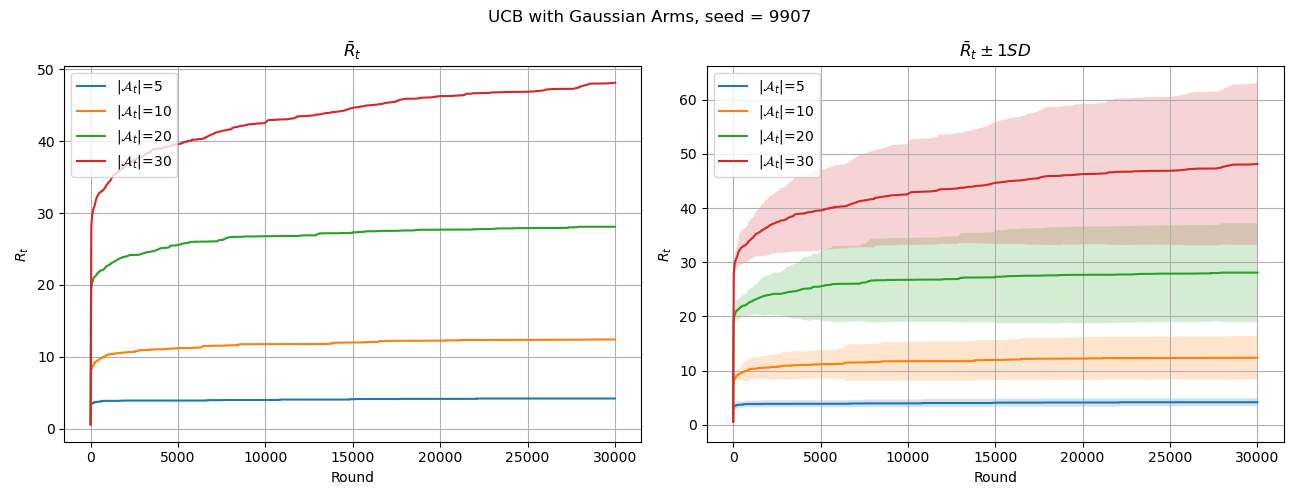 UCB with Gaussian Arms, seed = 9907
R̄ₜ
50
40
30
20
10
0
Rₜ
|𝒜ₜ|=5
|𝒜ₜ|=10
|𝒜ₜ|=20
|𝒜ₜ|=30
0 5000 10000 15000 20000 25000 30000
Round
R̄ₜ ± 1SD
60
50
40
30
20
10
0
Rₜ
|𝒜ₜ|=5
|𝒜ₜ|=10
|𝒜ₜ|=20
|𝒜ₜ|=30
0 5000 10000 15000 20000 25000 30000
Round